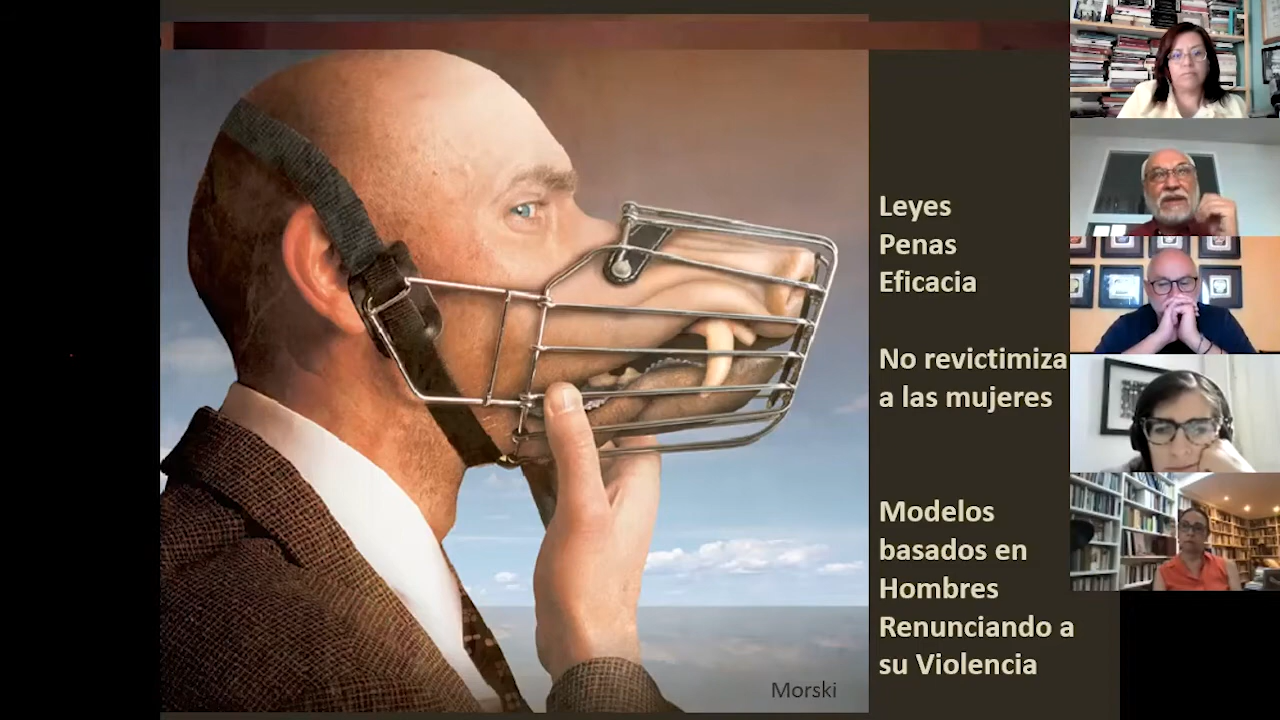 Leyes
Penas
Eficacia
No revictimiza
a las mujeres
Modelos
basados en
Hombres
Renunciando a
su Violencia
Morski